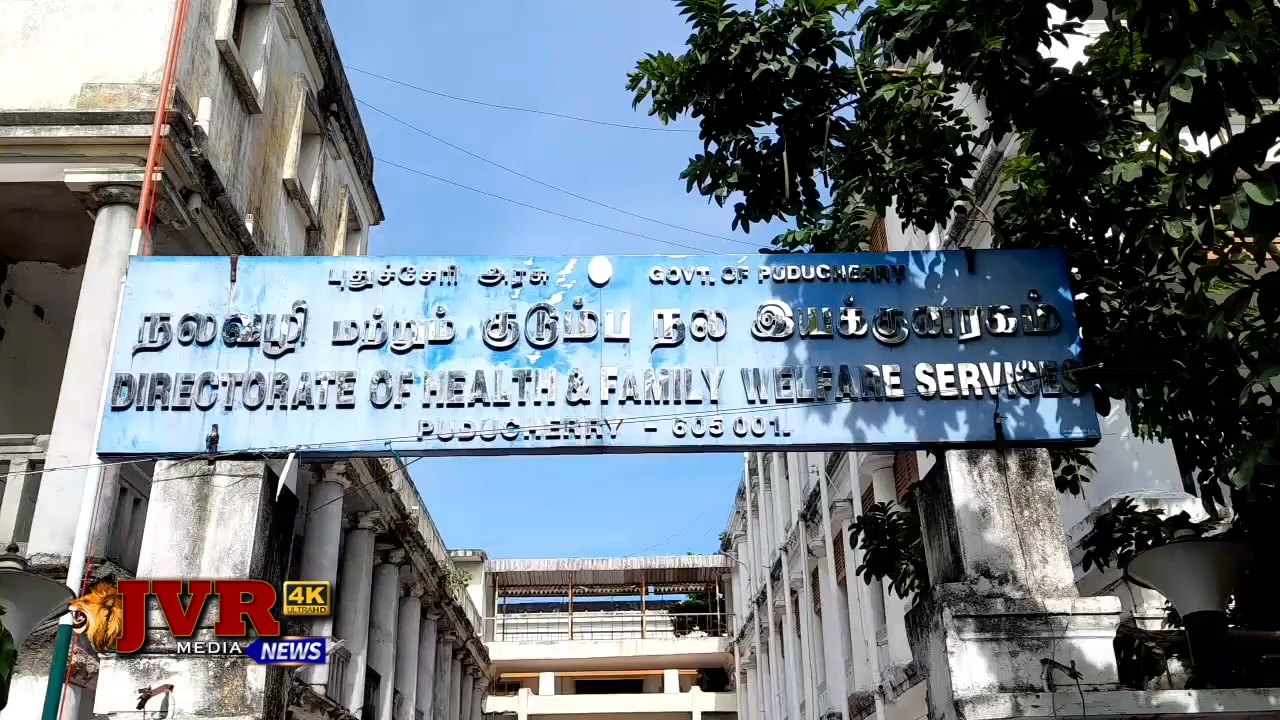 புதுச்சேரி அரசு GOVT. OF PUDUCHERRY
நலவழி மற்றும் குடும்ப நல இயக்குனரகம்
DIRECTORATE OF HEALTH & FAMILY WELFARE SERVICES
PUDUCHERRY - 605 001.
JVR
MEDIA NEWS
4K
ULTRAHD